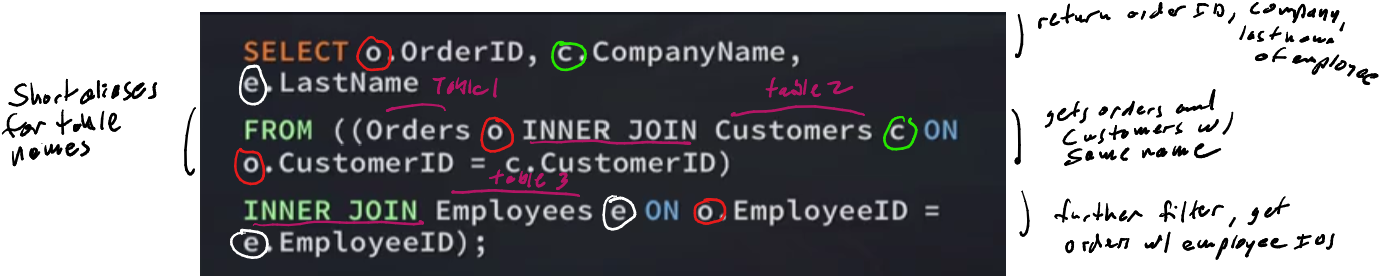 return order ID, company,
last name
of employee
SELECT o.OrderID, c.CompanyName,
e.LastName
Table 1
table 2
Short aliases
for table
names
FROM ((Orders o INNER JOIN Customers c ON
o.CustomerID = c.CustomerID)
gets orders and
customers w/
same name
table 3
INNER JOIN Employees e ON o.EmployeeID =
e.EmployeeID);
further filter, get
orders w/ employee IDs